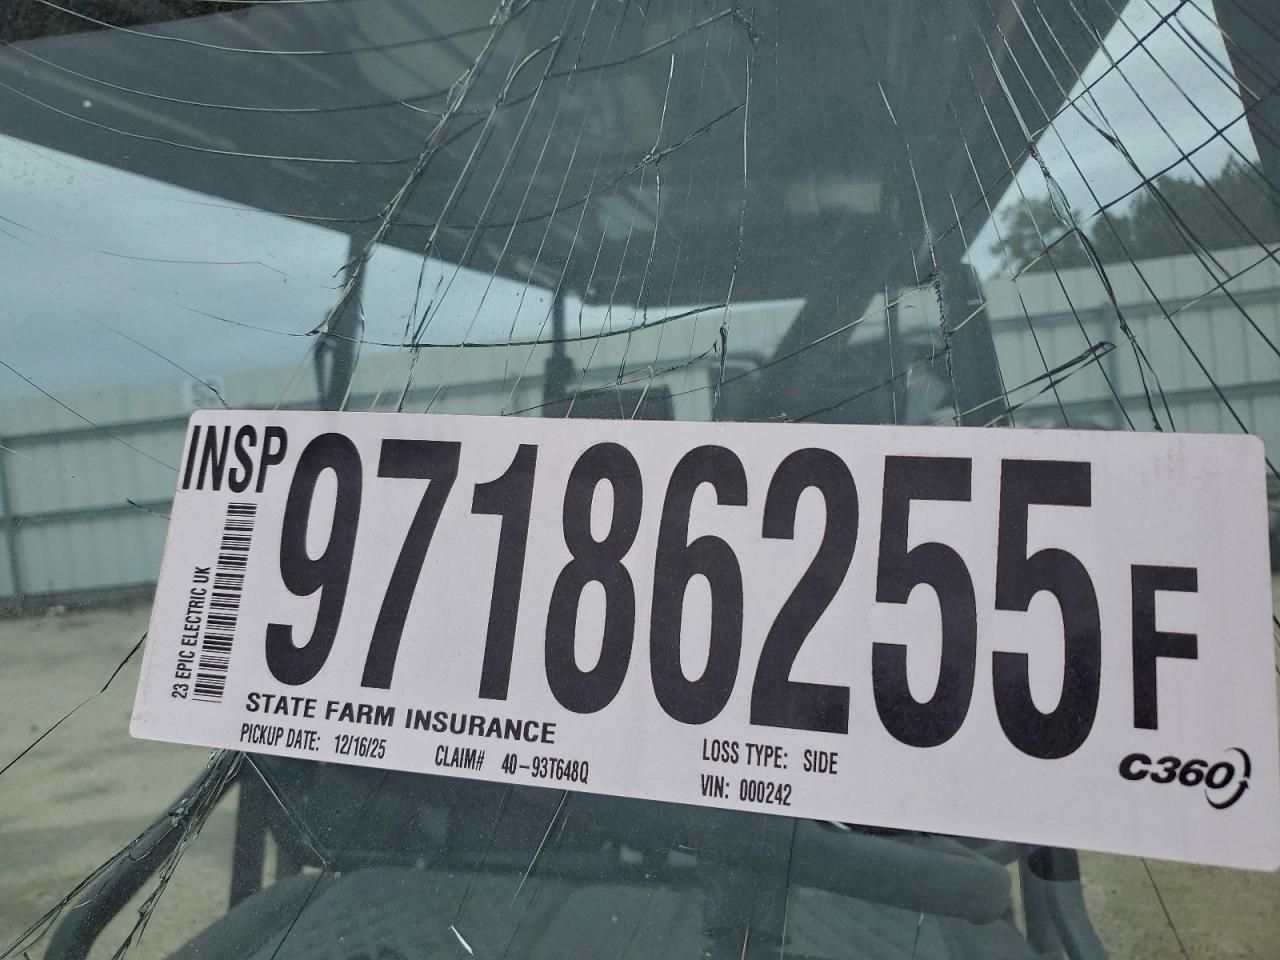 INSP 97186255F
23 EPIC ELECTRIC UK
STATE FARM INSURANCE
PICKUP DATE: 12/16/25 CLAIM# 40-93T648Q LOSS TYPE: SIDE
VIN: 000242
C360